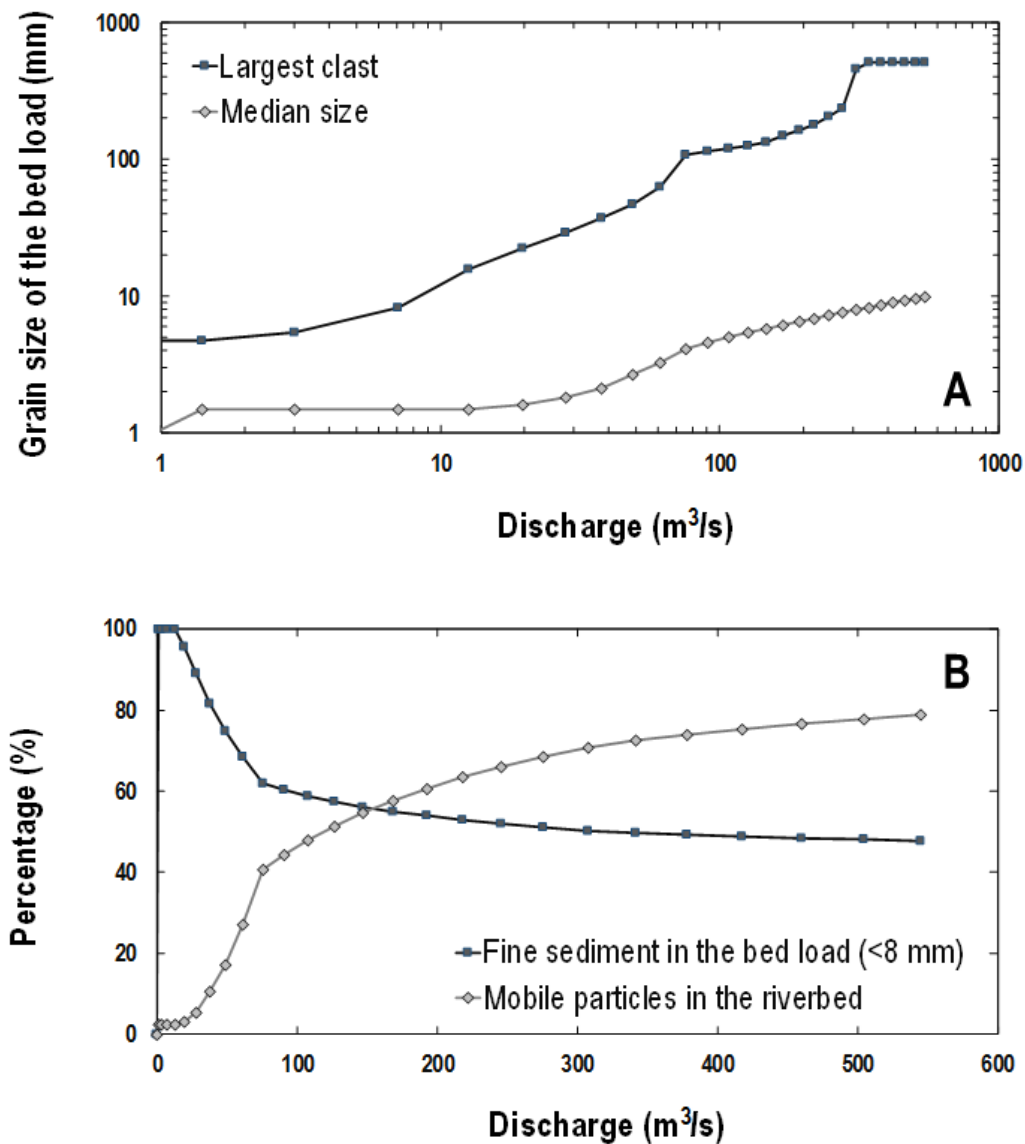 Grain size of the bed load (mm)
1000
100
10
1
Largest clast
Median size
A
1 10 100 1000
Discharge (m³/s)
Percentage (%)
100
80
60
40
20
0
B
Fine sediment in the bed load (<8 mm)
Mobile particles in the riverbed
0 100 200 300 400 500 600
Discharge (m³/s)